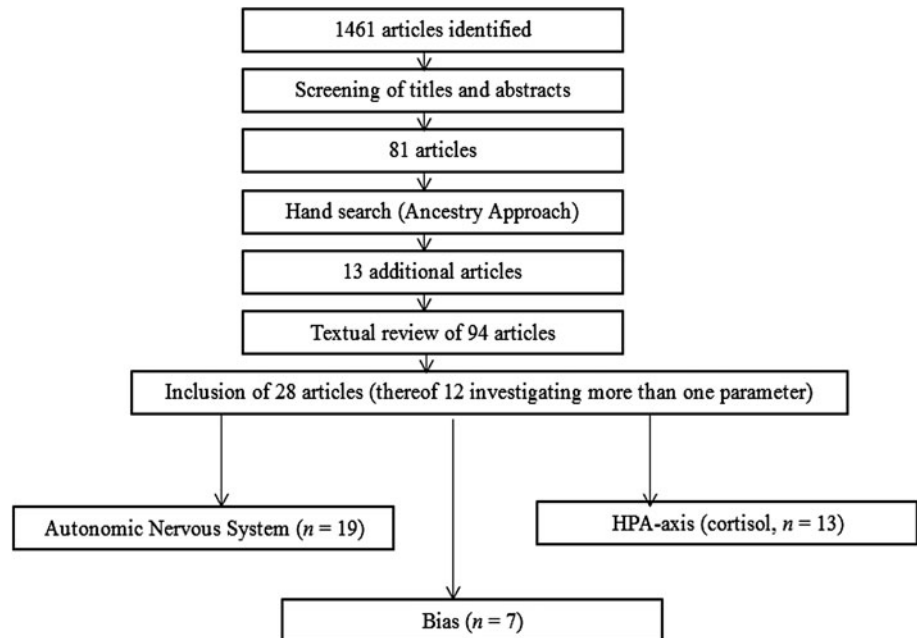 1461 articles identified
Screening of titles and abstracts
81 articles
Hand search (Ancestry Approach)
13 additional articles
Textual review of 94 articles
Inclusion of 28 articles (thereof 12 investigating more than one parameter)
Autonomic Nervous System (n = 19)
HPA-axis (cortisol, n = 13)
Bias (n = 7)